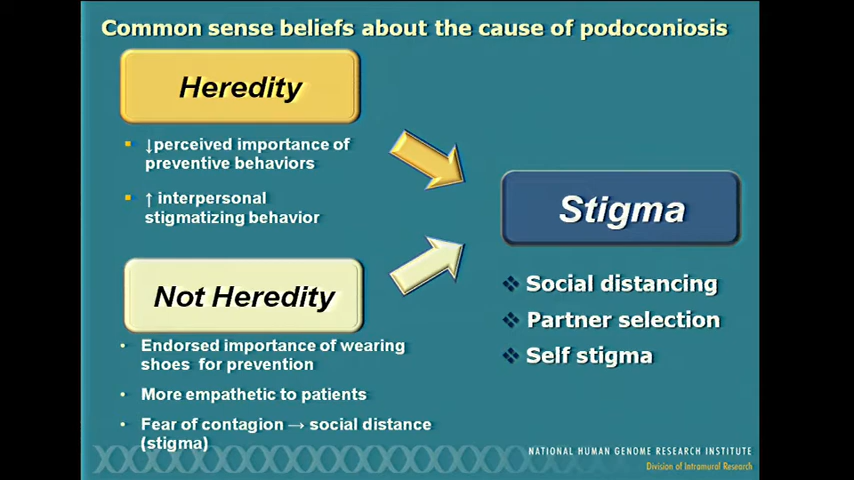 Common sense beliefs about the cause of podoconiosis
Heredity
▪ ↓perceived importance of
preventive behaviors
▪ ↑ interpersonal
stigmatizing behavior
Not Heredity
• Endorsed importance of wearing
shoes for prevention
• More empathetic to patients
• Fear of contagion → social distance
(stigma)
Stigma
❖ Social distancing
❖ Partner selection
❖ Self stigma
NATIONAL HUMAN GENOME RESEARCH INSTITUTE
Division of Intramural Research